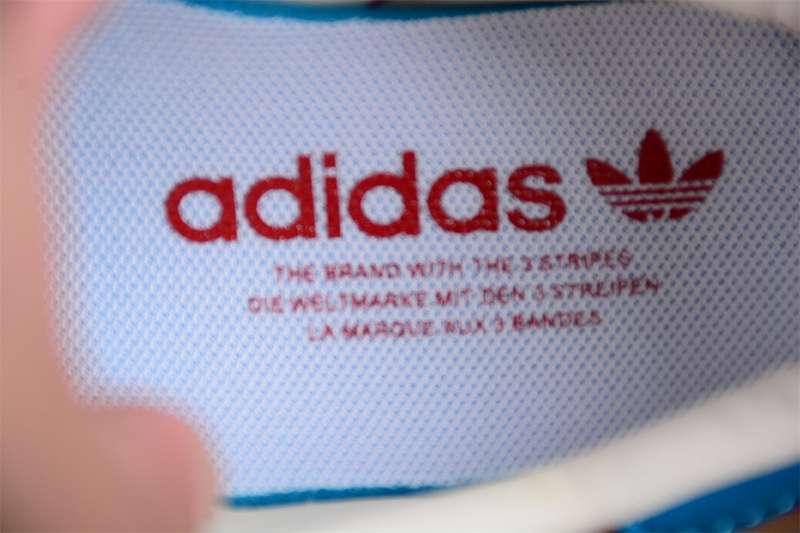 adidas
THE BRAND WITH THE 3 STRIPES
DIE WELTMARKE MIT DEN 3 STREIFEN
LA MARQUE AUX 3 BANDES